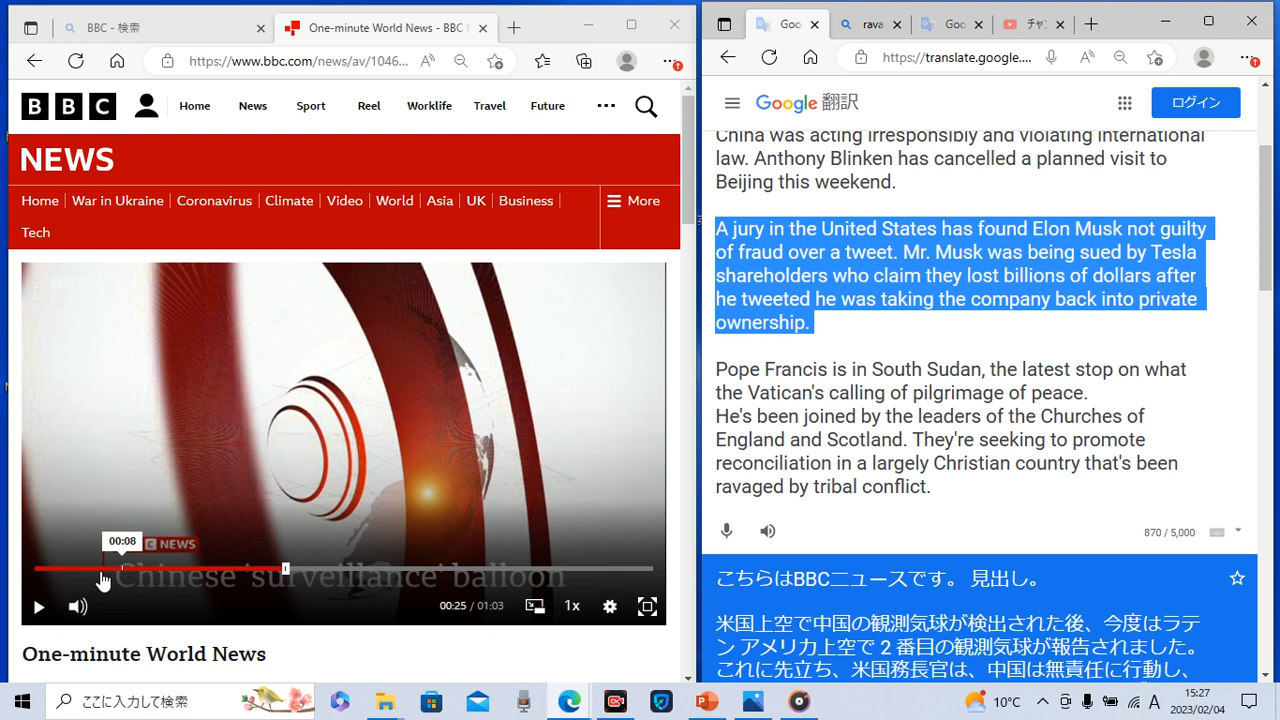 BBC - 検索
One-minute World News - BBC N
https://www.bbc.com/news/av/1046...
BBC
Home
News
Sport
Reel
Worklife
Travel
Future
NEWS
Home
War in Ukraine
Coronavirus
Climate
Video
World
Asia
UK
Business
More
Tech
00:08
C NEWS
Chinese 'surveillance' balloon
00:25 / 01:03
1x
One-minute World News
Goo
rava
Goo
チャン
https://translate.google....
Google 翻訳
ログイン
China was acting irresponsibly and violating international
law. Anthony Blinken has cancelled a planned visit to
Beijing this weekend.
A jury in the United States has found Elon Musk not guilty
of fraud over a tweet. Mr. Musk was being sued by Tesla
shareholders who claim they lost billions of dollars after
he tweeted he was taking the company back into private
ownership.
Pope Francis is in South Sudan, the latest stop on what
the Vatican's calling of pilgrimage of peace.
He's been joined by the leaders of the Churches of
England and Scotland. They're seeking to promote
reconciliation in a largely Christian country that's been
ravaged by tribal conflict.
870 / 5,000
こちらはBBCニュースです。 見出し。
米国上空で中国の観測気球が検出された後、今度はラテ
ン アメリカ上空で 2 番目の観測気球が報告されました。
これに先立ち、米国務長官は、中国は無責任に行動し、
ここに入力して検索
10°C
A
15:27
2023/02/04